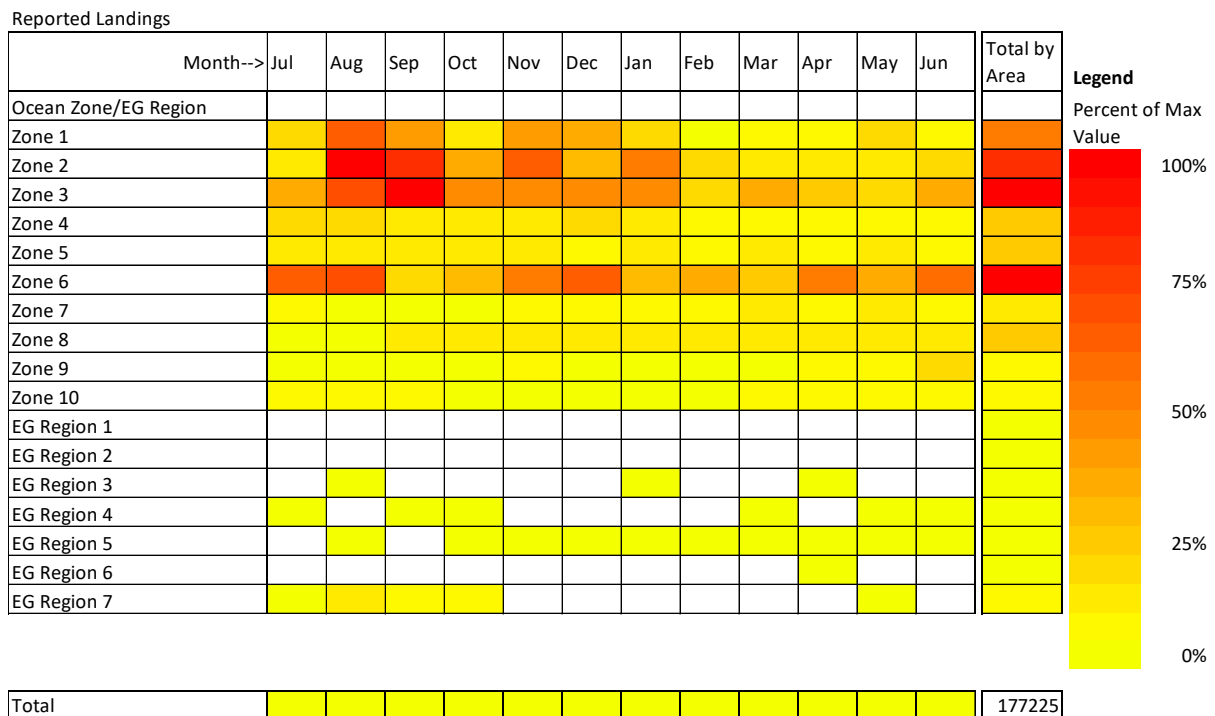 Reported Landings
Month--> Jul Aug Sep Oct Nov Dec Jan Feb Mar Apr May Jun Total by Area
Ocean Zone/EG Region
Zone 1
Zone 2
Zone 3
Zone 4
Zone 5
Zone 6
Zone 7
Zone 8
Zone 9
Zone 10
EG Region 1
EG Region 2
EG Region 3
EG Region 4
EG Region 5
EG Region 6
EG Region 7
Total 177225
Legend
Percent of Max
Value
100%
75%
50%
25%
0%